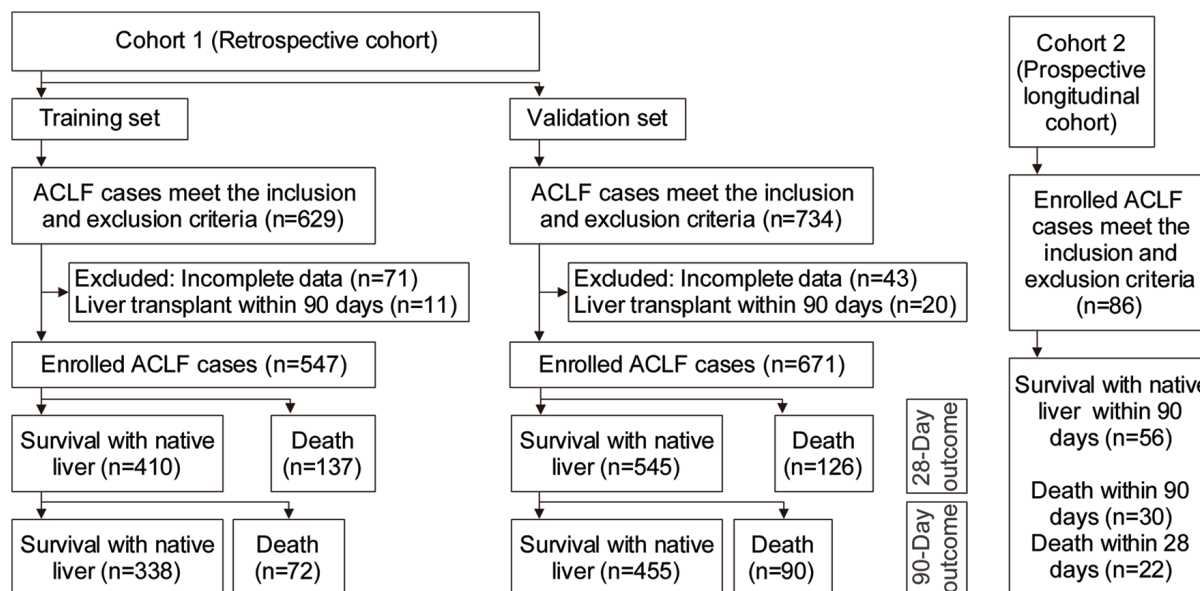 Cohort 1 (Retrospective cohort)
Training set
Validation set
ACLF cases meet the inclusion
and exclusion criteria (n=629)
ACLF cases meet the inclusion
and exclusion criteria (n=734)
Excluded: Incomplete data (n=71)
Liver transplant within 90 days (n=11)
Excluded: Incomplete data (n=43)
Liver transplant within 90 days (n=20)
Enrolled ACLF cases (n=547)
Enrolled ACLF cases (n=671)
Survival with native
liver (n=410)
Death
(n=137)
Survival with native
liver (n=545)
Death
(n=126)
28-Day
outcome
Survival with native
liver (n=338)
Death
(n=72)
Survival with native
liver (n=455)
Death
(n=90)
90-Day
outcome
Cohort 2
(Prospective
longitudinal
cohort)
Enrolled ACLF
cases meet the
inclusion and
exclusion criteria
(n=86)
Survival with native
liver within 90
days (n=56)
Death within 90
days (n=30)
Death within 28
days (n=22)